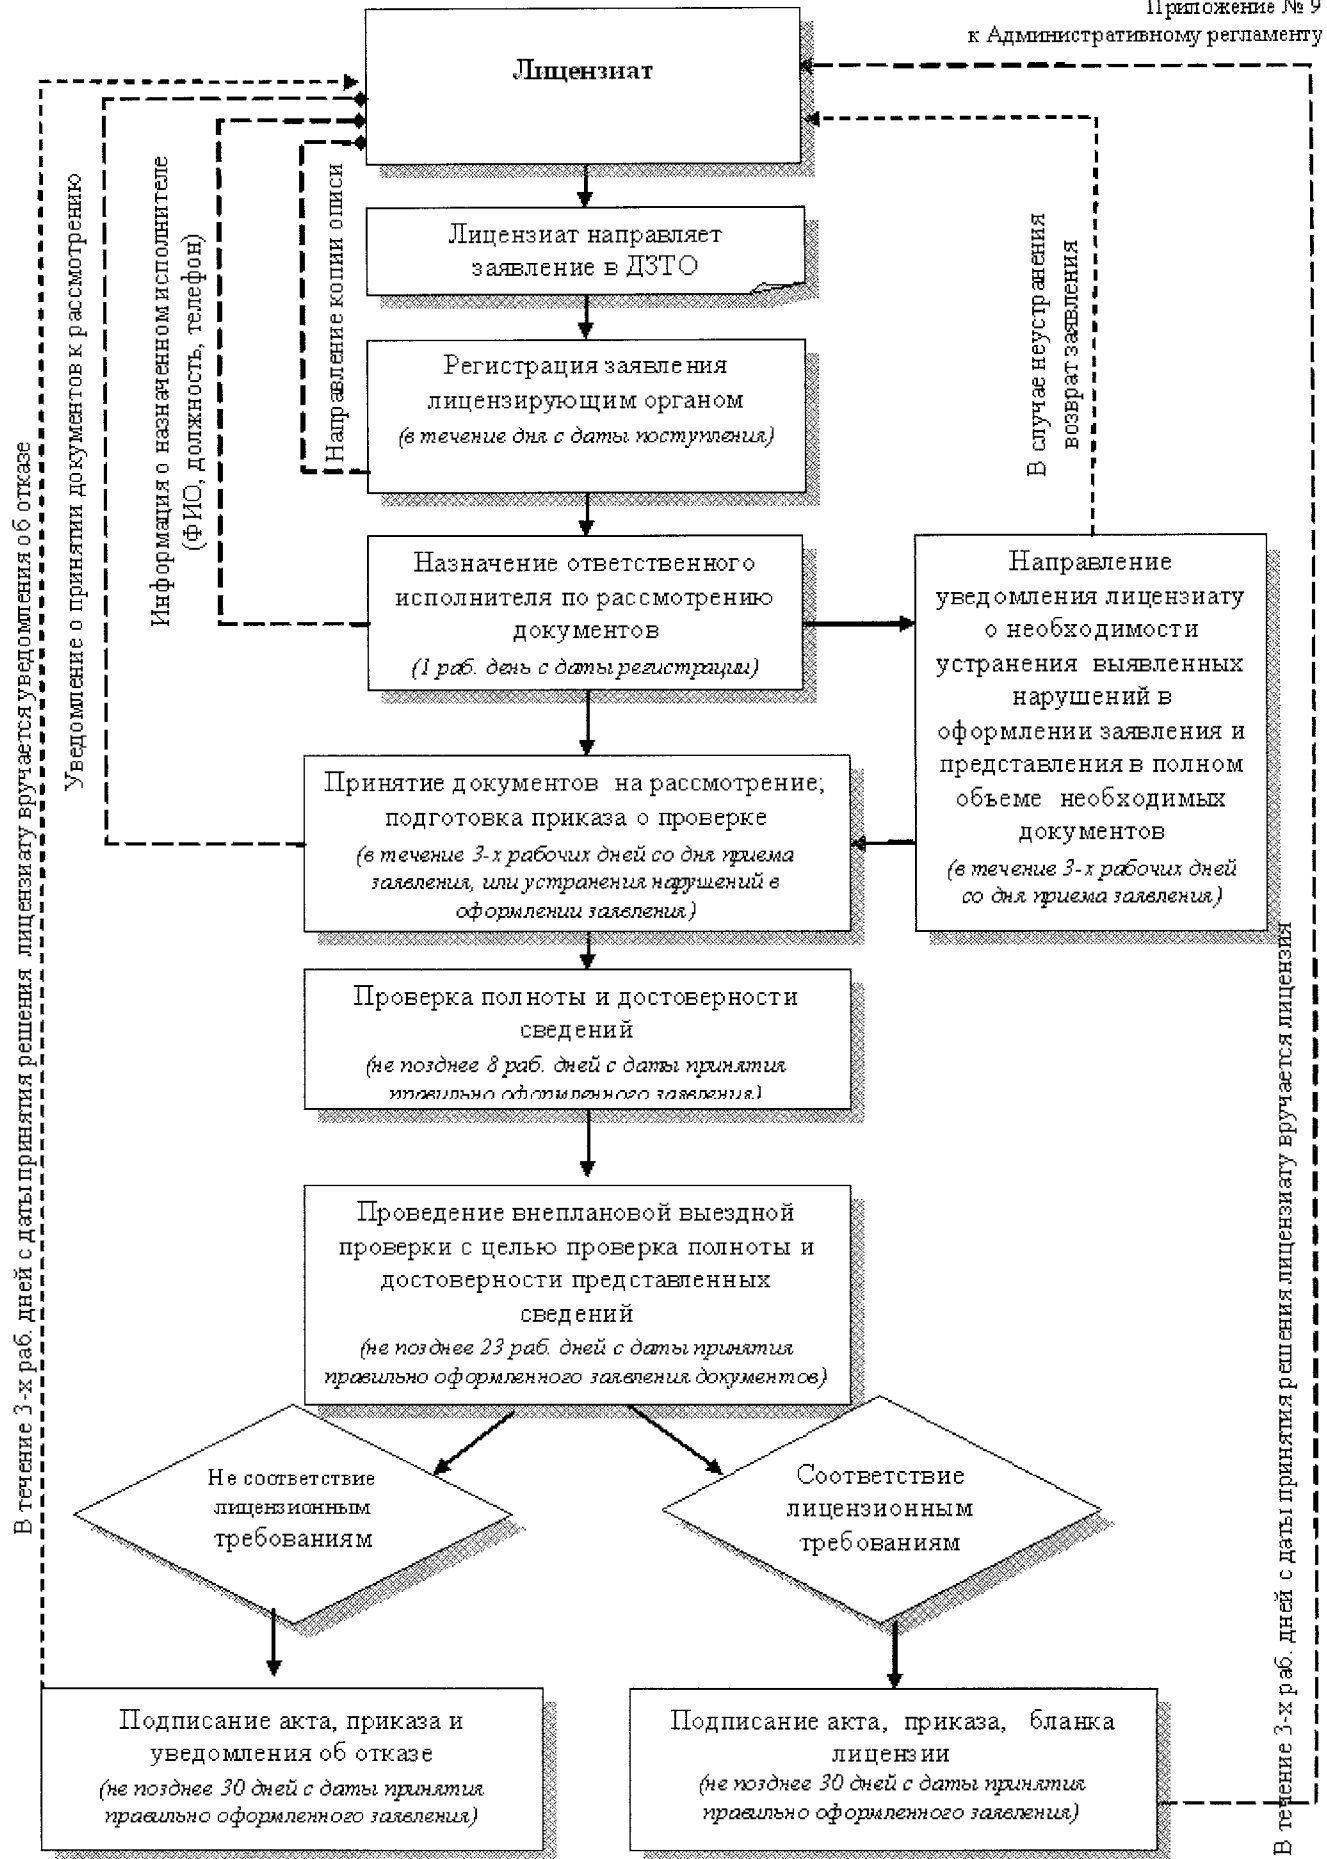 Приложение № 9
к Административному регламенту
Лицензиат
Лицензиат направляет
заявление в ДЗТО
Регистрация заявления
лицензирующим органом
(в течение дня с даты поступления)
Назначение ответственного
исполнителя по рассмотрению
документов
(1 раб. день с даты регистрации)
Направление
уведомления лицензиату
о необходимости
устранения выявленных
нарушений в
оформлении заявления и
представления в полном
объеме необходимых
документов
(в течение 3-х рабочих дней
со дня приема заявления)
Принятие документов на рассмотрение;
подготовка приказа о проверке
(в течение 3-х рабочих дней со дня приема
заявления, или устранения нарушений в
оформлении заявления)
Проверка полноты и достоверности
сведений
(не позднее 8 раб. дней с даты принятия
правильно оформленного заявления)
Проведение внеплановой выездной
проверки с целью проверка полноты и
достоверности представленных
сведений
(не позднее 23 раб. дней с даты принятия
правильно оформленного заявления документов)
Не соответствие
лицензионным
требованиям
Соответствие
лицензионным
требованиям
Подписание акта, приказа и
уведомления об отказе
(не позднее 30 дней с даты принятия
правильно оформленного заявления)
Подписание акта, приказа, бланка
лицензии
(не позднее 30 дней с даты принятия
правильно оформленного заявления)
В течение 3-х раб. дней с даты принятия решения лицензиату вручается уведомления об отказе
Уведомление о принятии документов к рассмотрению
Информация о назначенном исполнителе
(ФИО, должность, телефон)
Направление копии описи
В случае неустранения
возврат заявления
В течение 3-х раб. дней с даты принятия решения лицензиату вручается лицензия